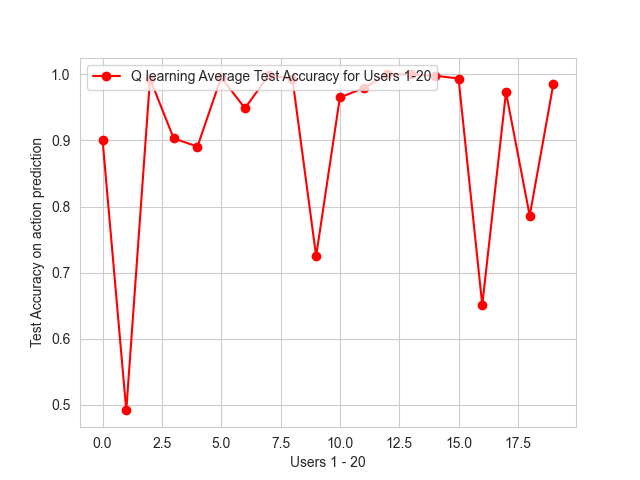 Q learning Average Test Accuracy for Users 1-20
1.0
0.9
0.8
0.7
0.6
0.5
Test Accuracy on action prediction
0.0 2.5 5.0 7.5 10.0 12.5 15.0 17.5
Users 1 - 20